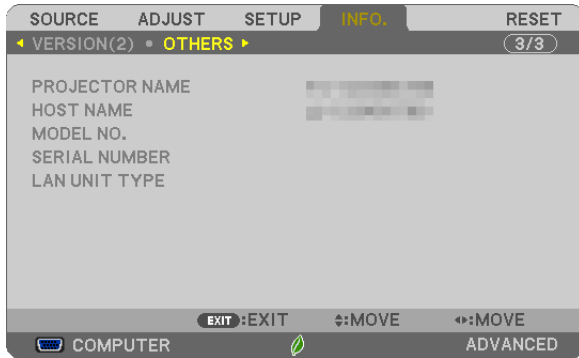 SOURCE ADJUST SETUP INFO. RESET
VERSION(2) • OTHERS 3/3
PROJECTOR NAME
HOST NAME
MODEL NO.
SERIAL NUMBER
LAN UNIT TYPE
EXIT :EXIT :MOVE :MOVE
COMPUTER ADVANCED